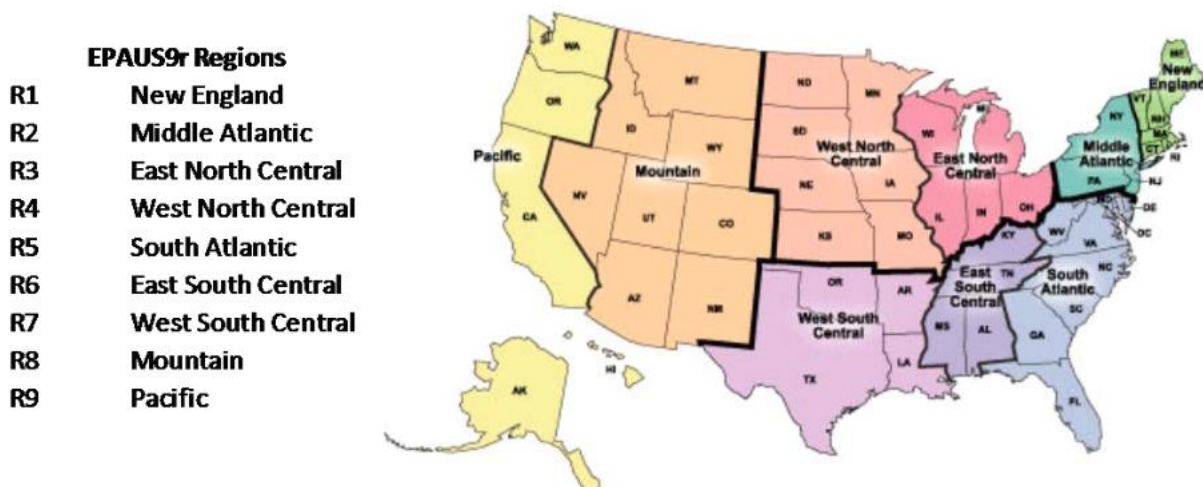 EPAUS9r Regions
R1 New England
R2 Middle Atlantic
R3 East North Central
R4 West North Central
R5 South Atlantic
R6 East South Central
R7 West South Central
R8 Mountain
R9 Pacific
WA
OR
CA
Pacific
AK
HI
MT
ID
WY
NV
UT
CO
AZ
NM
Mountain
ND
MN
SD
NE
IA
KS
MO
West North
Central
WI
MI
IL
IN
OH
East North
Central
NY
PA
NJ
Middle
Atlantic
ME
VT
NH
MA
CT
RI
New
England
OR
AR
TX
LA
West South
Central
KY
TN
MS
AL
East
South
Central
WV
VA
NC
SC
GA
FL
DE
DC
South
Atlantic